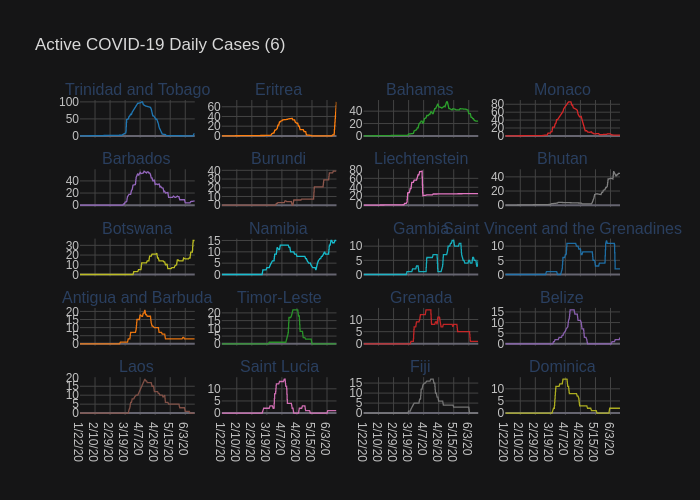 Active COVID-19 Daily Cases (6)
Trinidad and Tobago Eritrea Bahamas Monaco
100 50 0 60 40 20 0 40 20 0 80 60 40 20 0
Barbados Burundi Liechtenstein Bhutan
40 20 0 40 30 20 10 0 80 60 40 20 0 40 20 0
Botswana Namibia Gambia Saint Vincent and the Grenadines
30 20 10 0 15 10 5 0 10 5 0 10 5 0
Antigua and Barbuda Timor-Leste Grenada Belize
20 15 10 5 0 20 15 10 5 0 10 5 0 15 10 5 0
Laos Saint Lucia Fiji Dominica
20 15 10 5 0 10 5 0 15 10 5 0 10 5 0
1/22/20 2/10/20 2/29/20 3/19/20 4/7/20 4/26/20 5/15/20 6/3/20 1/22/20 2/10/20 2/29/20 3/19/20 4/7/20 4/26/20 5/15/20 6/3/20 1/22/20 2/10/20 2/29/20 3/19/20 4/7/20 4/26/20 5/15/20 6/3/20 1/22/20 2/10/20 2/29/20 3/19/20 4/7/20 4/26/20 5/15/20 6/3/20